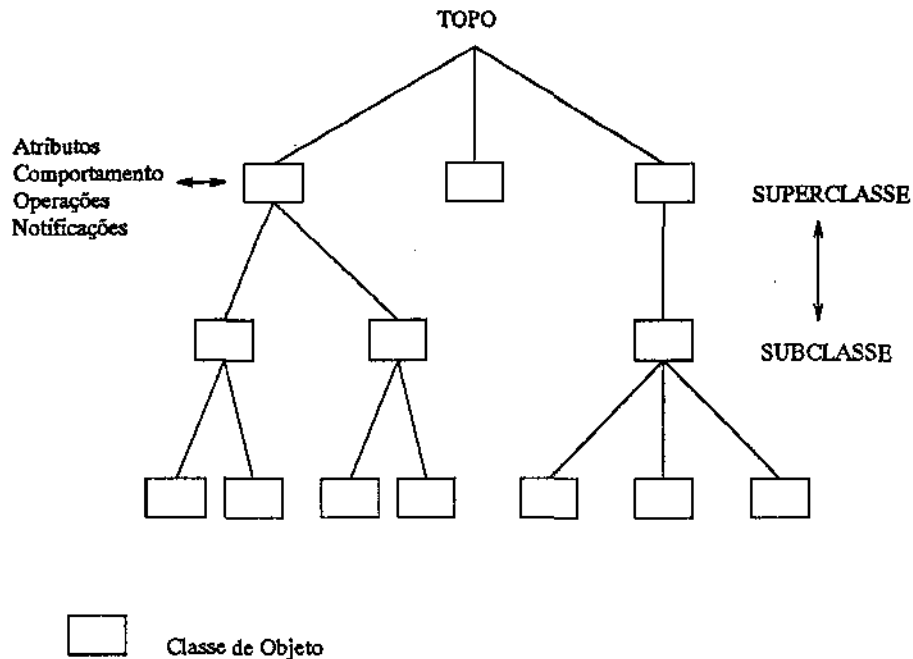 TOPO
Atributos
Comportamento
Operações
Notificações
SUPERCLASSE
SUBCLASSE
Classe de Objeto